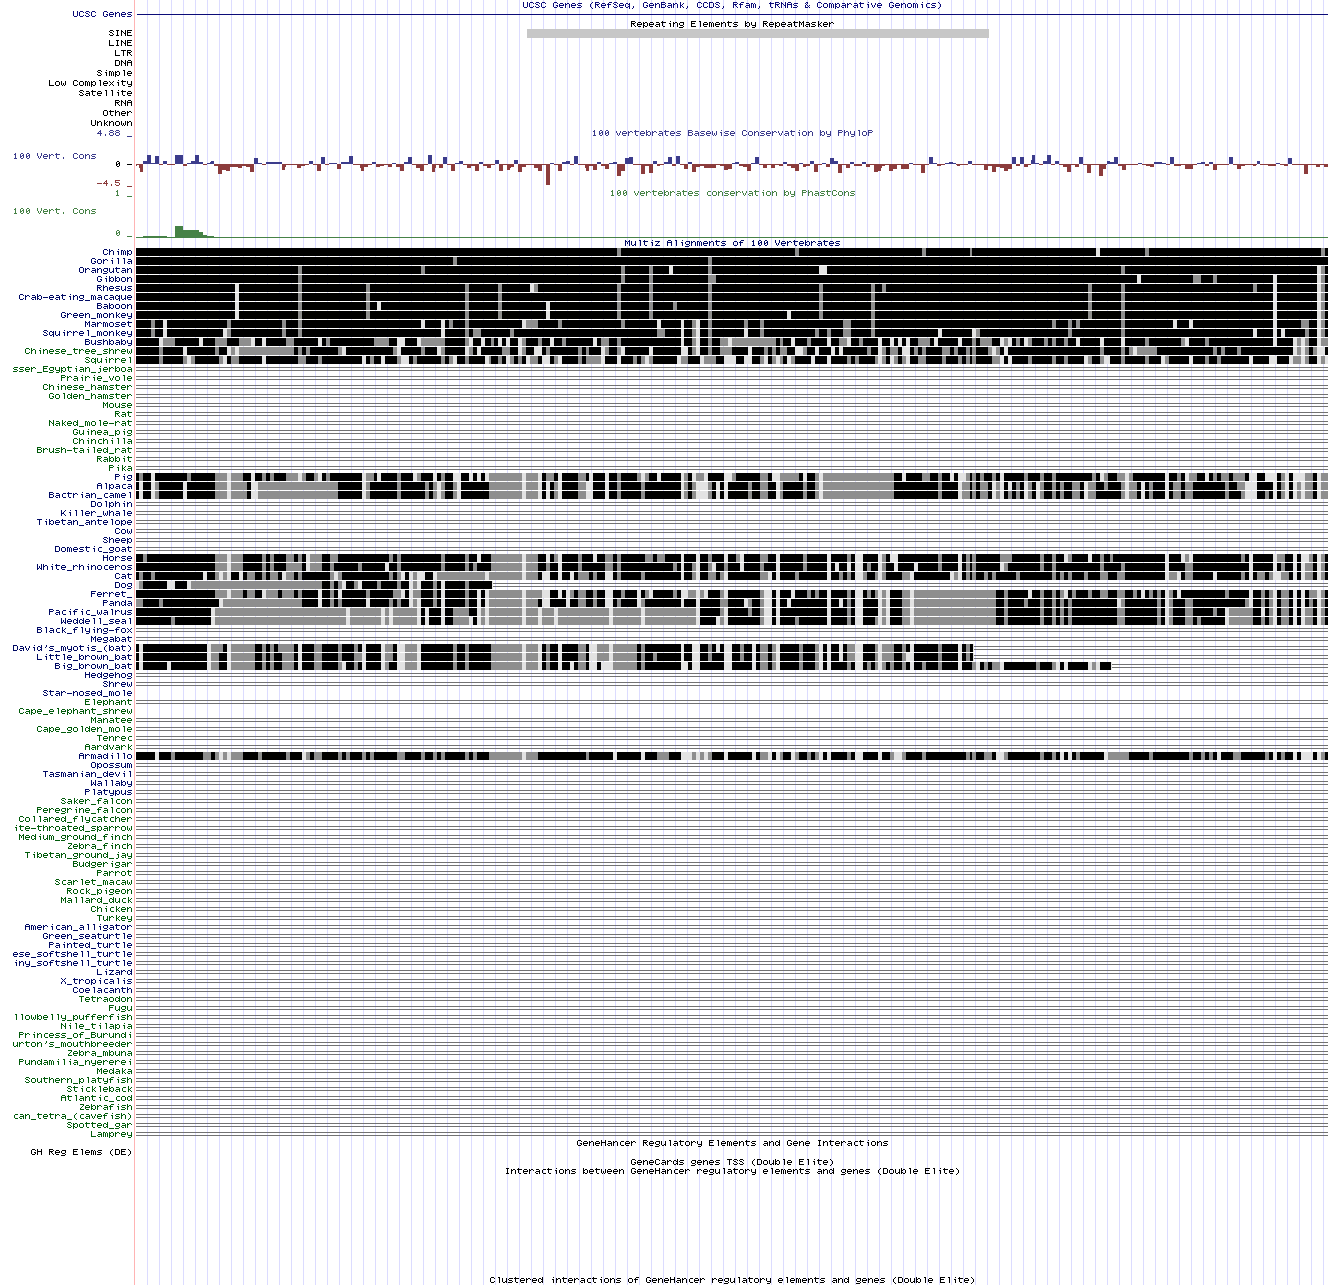 UCSC Genes (RefSeq, GenBank, CCDS, Rfam, tRNAs & Comparative Genomics)
UCSC Genes
Repeating Elements by RepeatMasker
SINE
LINE
LTR
DNA
Simple
Low Complexity
Satellite
RNA
Other
Unknown
4.88 _
100 vertebrates Basewise Conservation by PhyloP
100 Vert. Cons
0 _
-4.5 _
1 _
100 vertebrates conservation by PhastCons
100 Vert. Cons
0 _
Multiz Alignments of 100 Vertebrates
Chimp
Gorilla
Orangutan
Gibbon
Rhesus
Crab-eating_macaque
Baboon
Green_monkey
Marmoset
Squirrel_monkey
Bushbaby
Chinese_tree_shrew
Squirrel
sser_Egyptian_jerboa
Prairie_vole
Chinese_hamster
Golden_hamster
Mouse
Rat
Naked_mole-rat
Guinea_pig
Chinchilla
Brush-tailed_rat
Rabbit
Pika
Pig
Alpaca
Bactrian_camel
Dolphin
Killer_whale
Tibetan_antelope
Cow
Sheep
Domestic_goat
Horse
White_rhinoceros
Cat
Dog
Ferret_
Panda
Pacific_walrus
Weddell_seal
Black_flying-fox
Megabat
David's_myotis_(bat)
Little_brown_bat
Big_brown_bat
Hedgehog
Shrew
Star-nosed_mole
Elephant
Cape_elephant_shrew
Manatee
Cape_golden_mole
Tenrec
Aardvark
Armadillo
Opossum
Tasmanian_devil
Wallaby
Platypus
Saker_falcon
Peregrine_falcon
Collared_flycatcher
ite-throated_sparrow
Medium_ground_finch
Zebra_finch
Tibetan_ground_jay
Budgerigar
Parrot
Scarlet_macaw
Rock_pigeon
Mallard_duck
Chicken
Turkey
American_alligator
Green_seaturtle
Painted_turtle
ese_softshell_turtle
iny_softshell_turtle
Lizard
X_tropicalis
Coelacanth
Tetraodon
Fugu
llowbelly_pufferfish
Nile_tilapia
Princess_of_Burundi
urton's_mouthbreeder
Zebra_mbuna
Pundamilia_nyererei
Medaka
Southern_platyfish
Stickleback
Atlantic_cod
Zebrafish
can_tetra_(cavefish)
Spotted_gar
Lamprey
GeneHancer Regulatory Elements and Gene Interactions
GH Reg Elems (DE)
GeneCards genes TSS (Double Elite)
Interactions between GeneHancer regulatory elements and genes (Double Elite)
Clustered interactions of GeneHancer regulatory elements and genes (Double Elite)